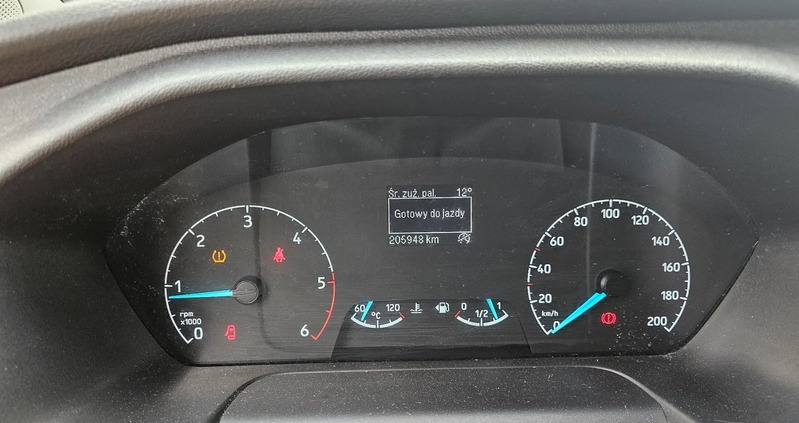 Śr. zuż. pal. 12°
Gotowy do jazdy
205948 km
0 1 2 3 4 5 6
rpm
x1000
60 120
°C
0 1/2 1
0 20 40 60 80 100 120 140 160 180 200
km/h